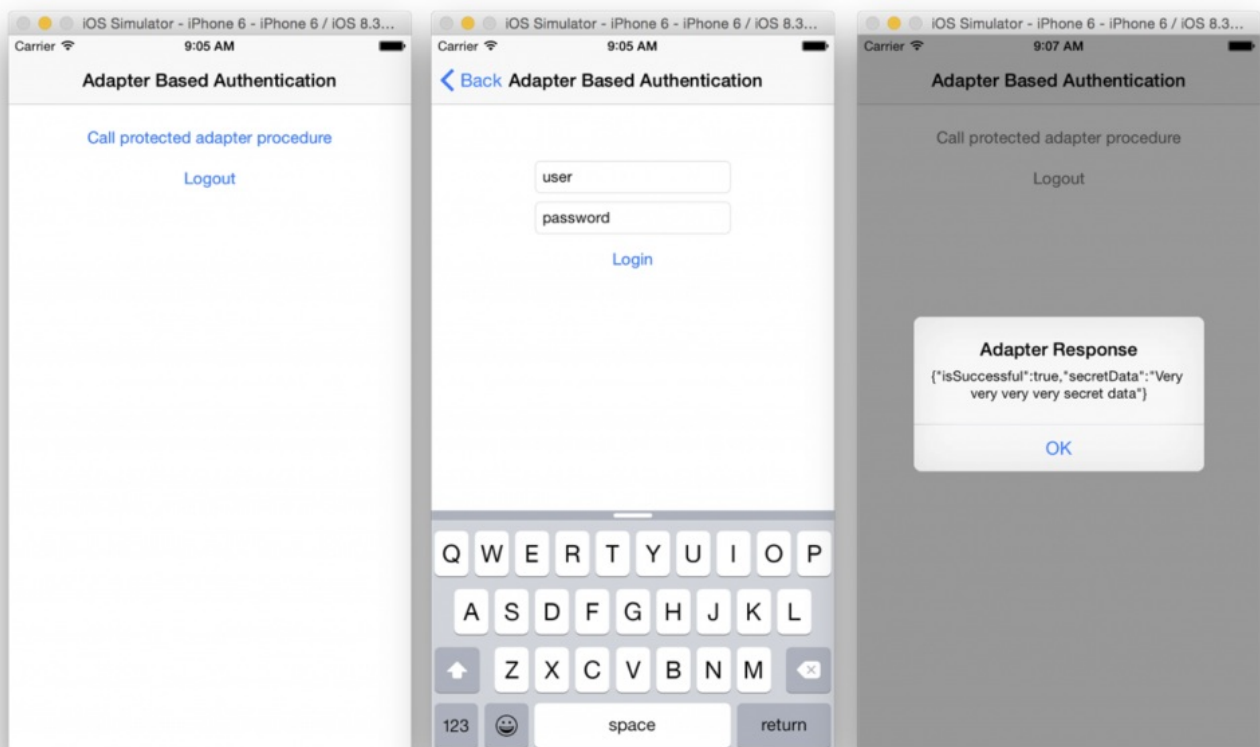 iOS Simulator - iPhone 6 - iPhone 6 / iOS 8.3...
Carrier 9:05 AM
Adapter Based Authentication
Call protected adapter procedure
Logout
iOS Simulator - iPhone 6 - iPhone 6 / iOS 8.3...
Carrier 9:05 AM
Back Adapter Based Authentication
user
password
Login
Q W E R T Y U I O P
A S D F G H J K L
Z X C V B N M
123 space return
iOS Simulator - iPhone 6 - iPhone 6 / iOS 8.3...
Carrier 9:07 AM
Adapter Based Authentication
Call protected adapter procedure
Logout
Adapter Response
{"isSuccessful":true,"secretData":"Very
very very very secret data"}
OK